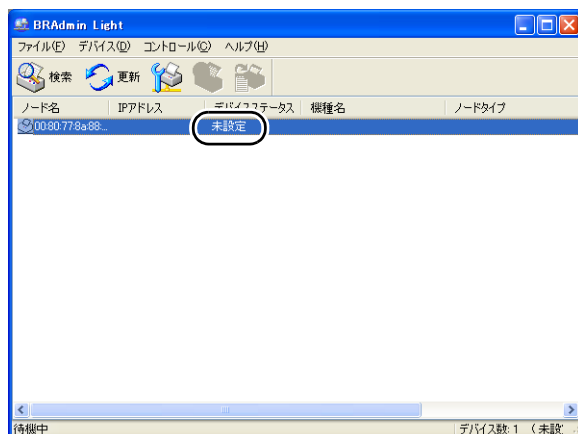 BRAdmin Light
ファイル(F) デバイス(D) コントロール(C) ヘルプ(H)
検索 更新
ノード名 IPアドレス デバイスステータス 機種名 ノードタイプ
00:80:77:8a:88:... 未設定
待機中 デバイス数: 1 (未設